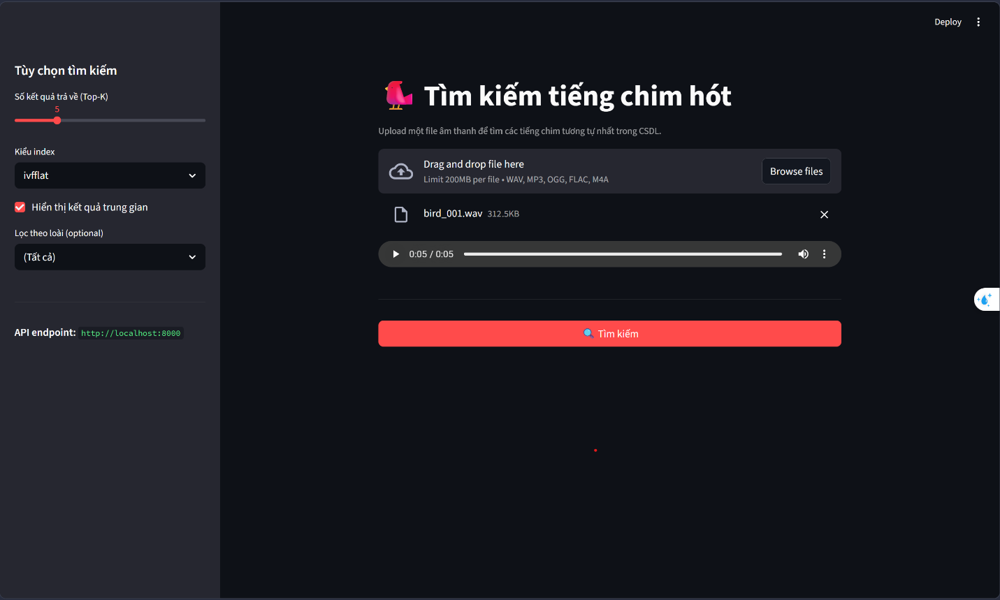 Deploy
Tùy chọn tìm kiếm
Số kết quả trả về (Top-K)
5
Kiểu index
ivfflat
Hiển thị kết quả trung gian
Lọc theo loài (optional)
(Tất cả)
API endpoint: http://localhost:8000
Tìm kiếm tiếng chim hót
Upload một file âm thanh để tìm các tiếng chim tương tự nhất trong CSDL.
Drag and drop file here
Limit 200MB per file • WAV, MP3, OGG, FLAC, M4A
Browse files
bird_001.wav 312.5KB
0:05 / 0:05
Tìm kiếm